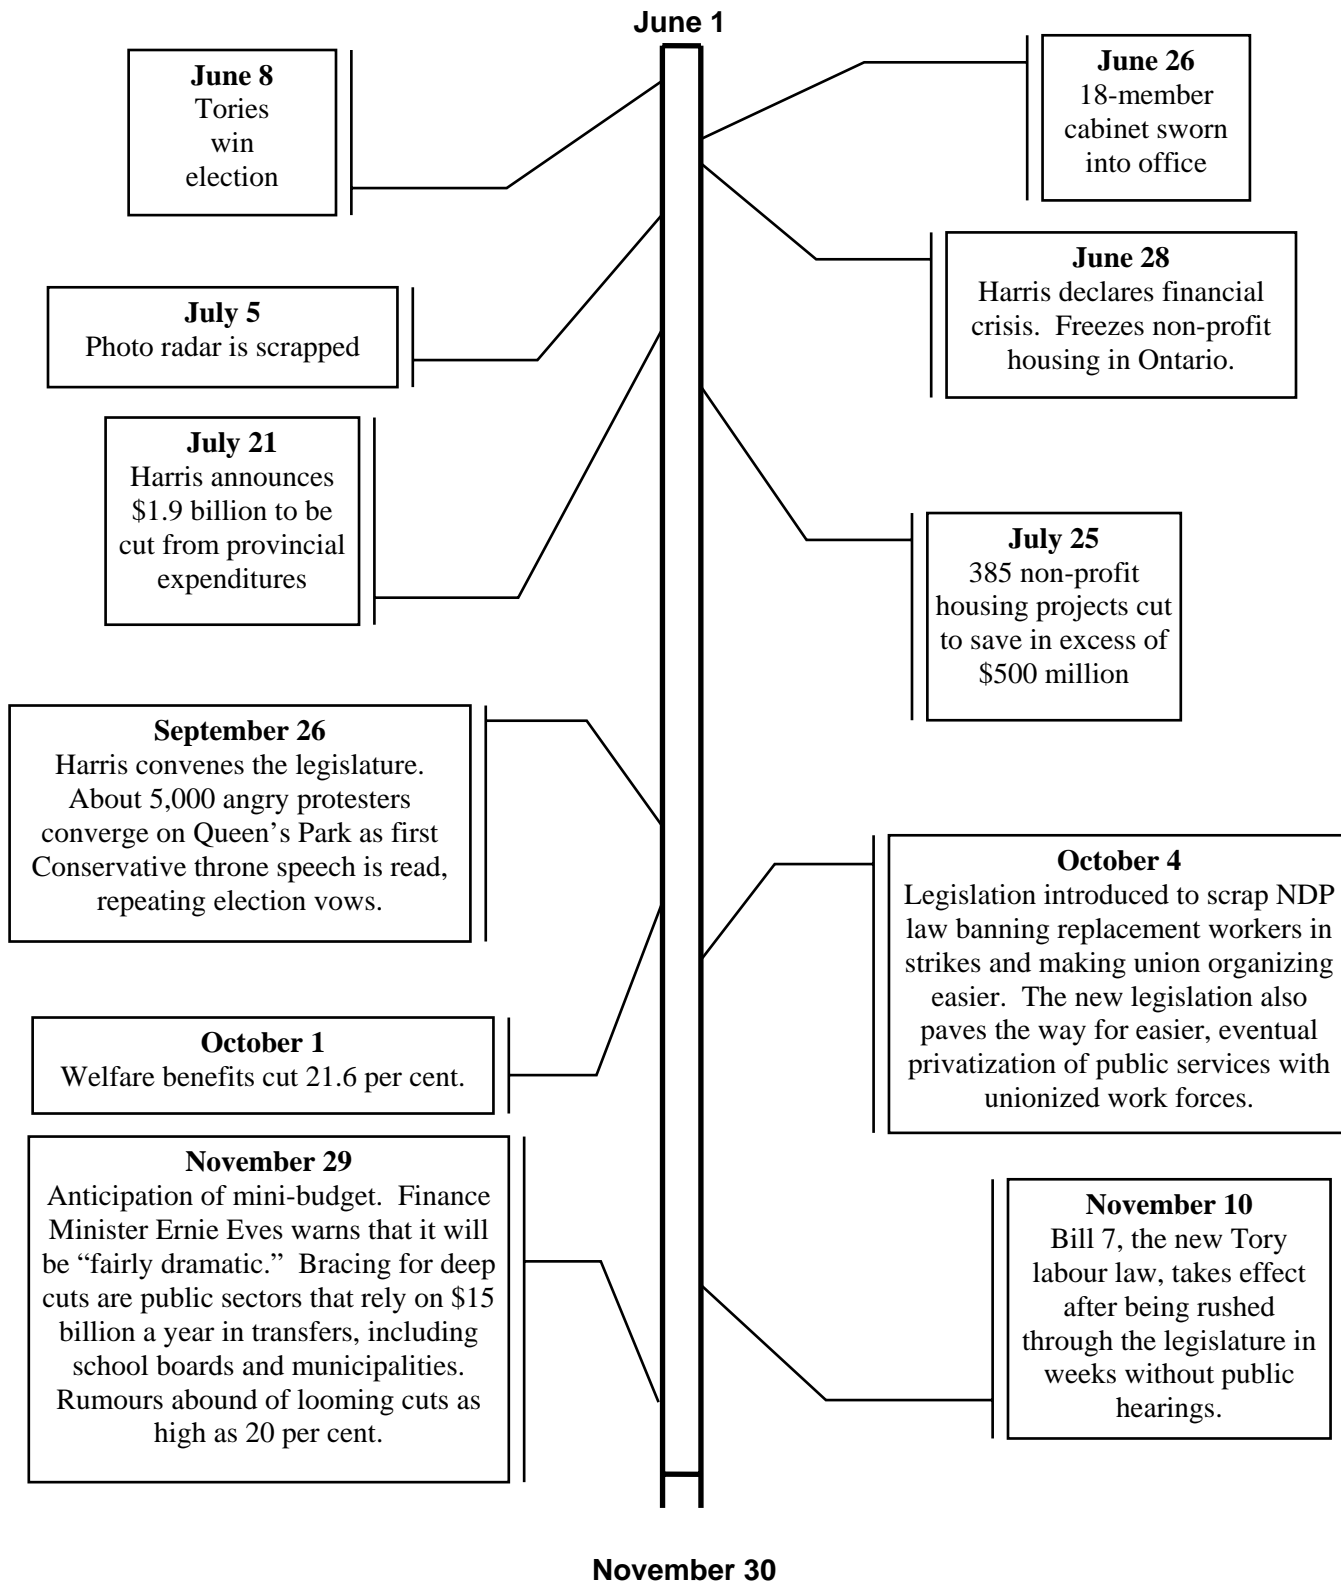 June 1
June 8
Tories
win
election
June 26
18-member
cabinet sworn
into office
June 28
Harris declares financial
crisis.  Freezes non-profit
housing in Ontario.
July 5
Photo radar is scrapped
July 21
Harris announces
$1.9 billion to be
cut from provincial
expenditures
July 25
385 non-profit
housing projects cut
to save in excess of
$500 million
September 26
Harris convenes the legislature.
About 5,000 angry protesters
converge on Queen’s Park as first
Conservative throne speech is read,
repeating election vows.
October 4
Legislation introduced to scrap NDP
law banning replacement workers in
strikes and making union organizing
easier.  The new legislation also
paves the way for easier, eventual
privatization of public services with
unionized work forces.
October 1
Welfare benefits cut 21.6 per cent.
November 29
Anticipation of mini-budget.  Finance
Minister Ernie Eves warns that it will
be “fairly dramatic.”  Bracing for deep
cuts are public sectors that rely on $15
billion a year in transfers, including
school boards and municipalities.
Rumours abound of looming cuts as
high as 20 per cent.
November 10
Bill 7, the new Tory
labour law, takes effect
after being rushed
through the legislature in
weeks without public
hearings.
November 30